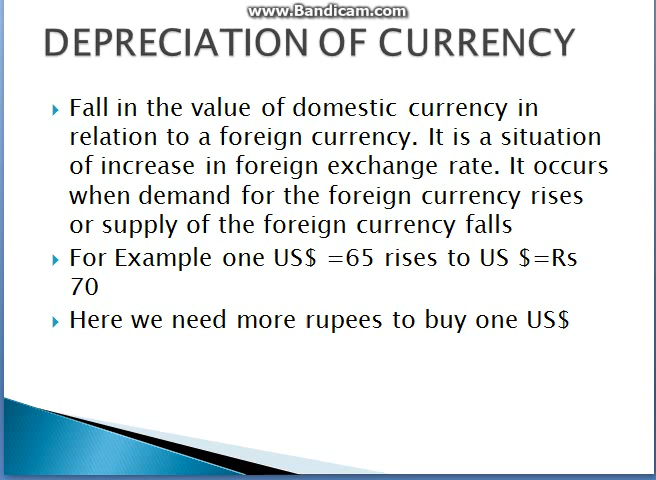 www.Bandicam.com
DEPRECIATION OF CURRENCY
Fall in the value of domestic currency in
relation to a foreign currency. It is a situation
of increase in foreign exchange rate. It occurs
when demand for the foreign currency rises
or supply of the foreign currency falls
For Example one US$ =65 rises to US $=Rs
70
Here we need more rupees to buy one US$